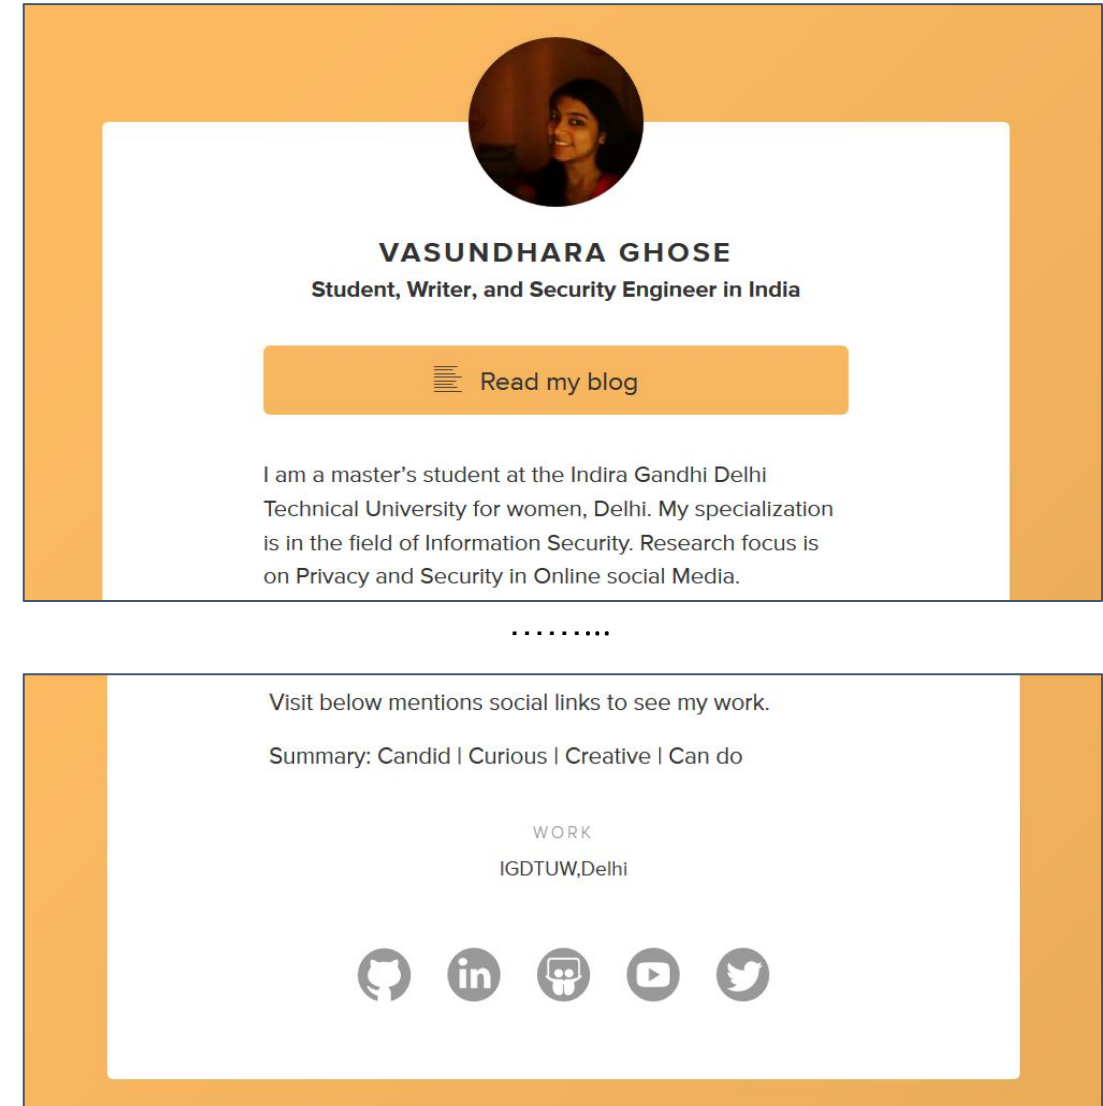 VASUNDHARA GHOSE
Student, Writer, and Security Engineer in India
Read my blog
I am a master's student at the Indira Gandhi Delhi
Technical University for women, Delhi. My specialization
is in the field of Information Security. Research focus is
on Privacy and Security in Online social Media.
.........
Visit below mentions social links to see my work.
Summary: Candid | Curious | Creative | Can do
WORK
IGDTUW,Delhi
in